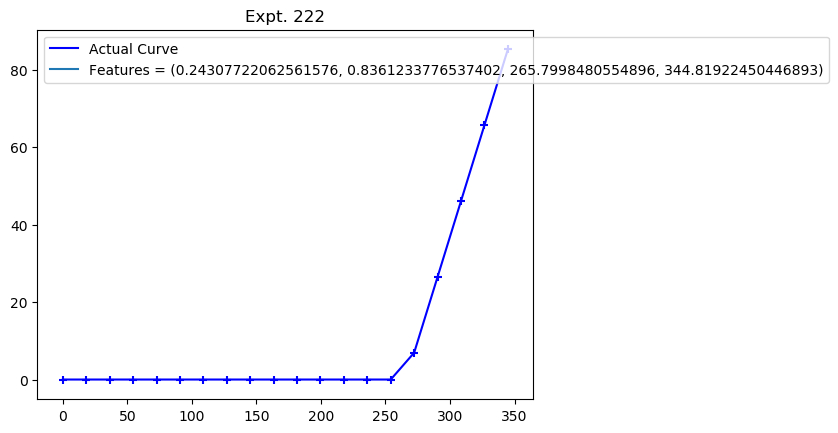 Expt. 222
Actual Curve
Features = (0.24307722062561576, 0.8361233776537402, 265.7998480554896, 344.81922450446893)
80
60
40
20
0
0 50 100 150 200 250 300 350